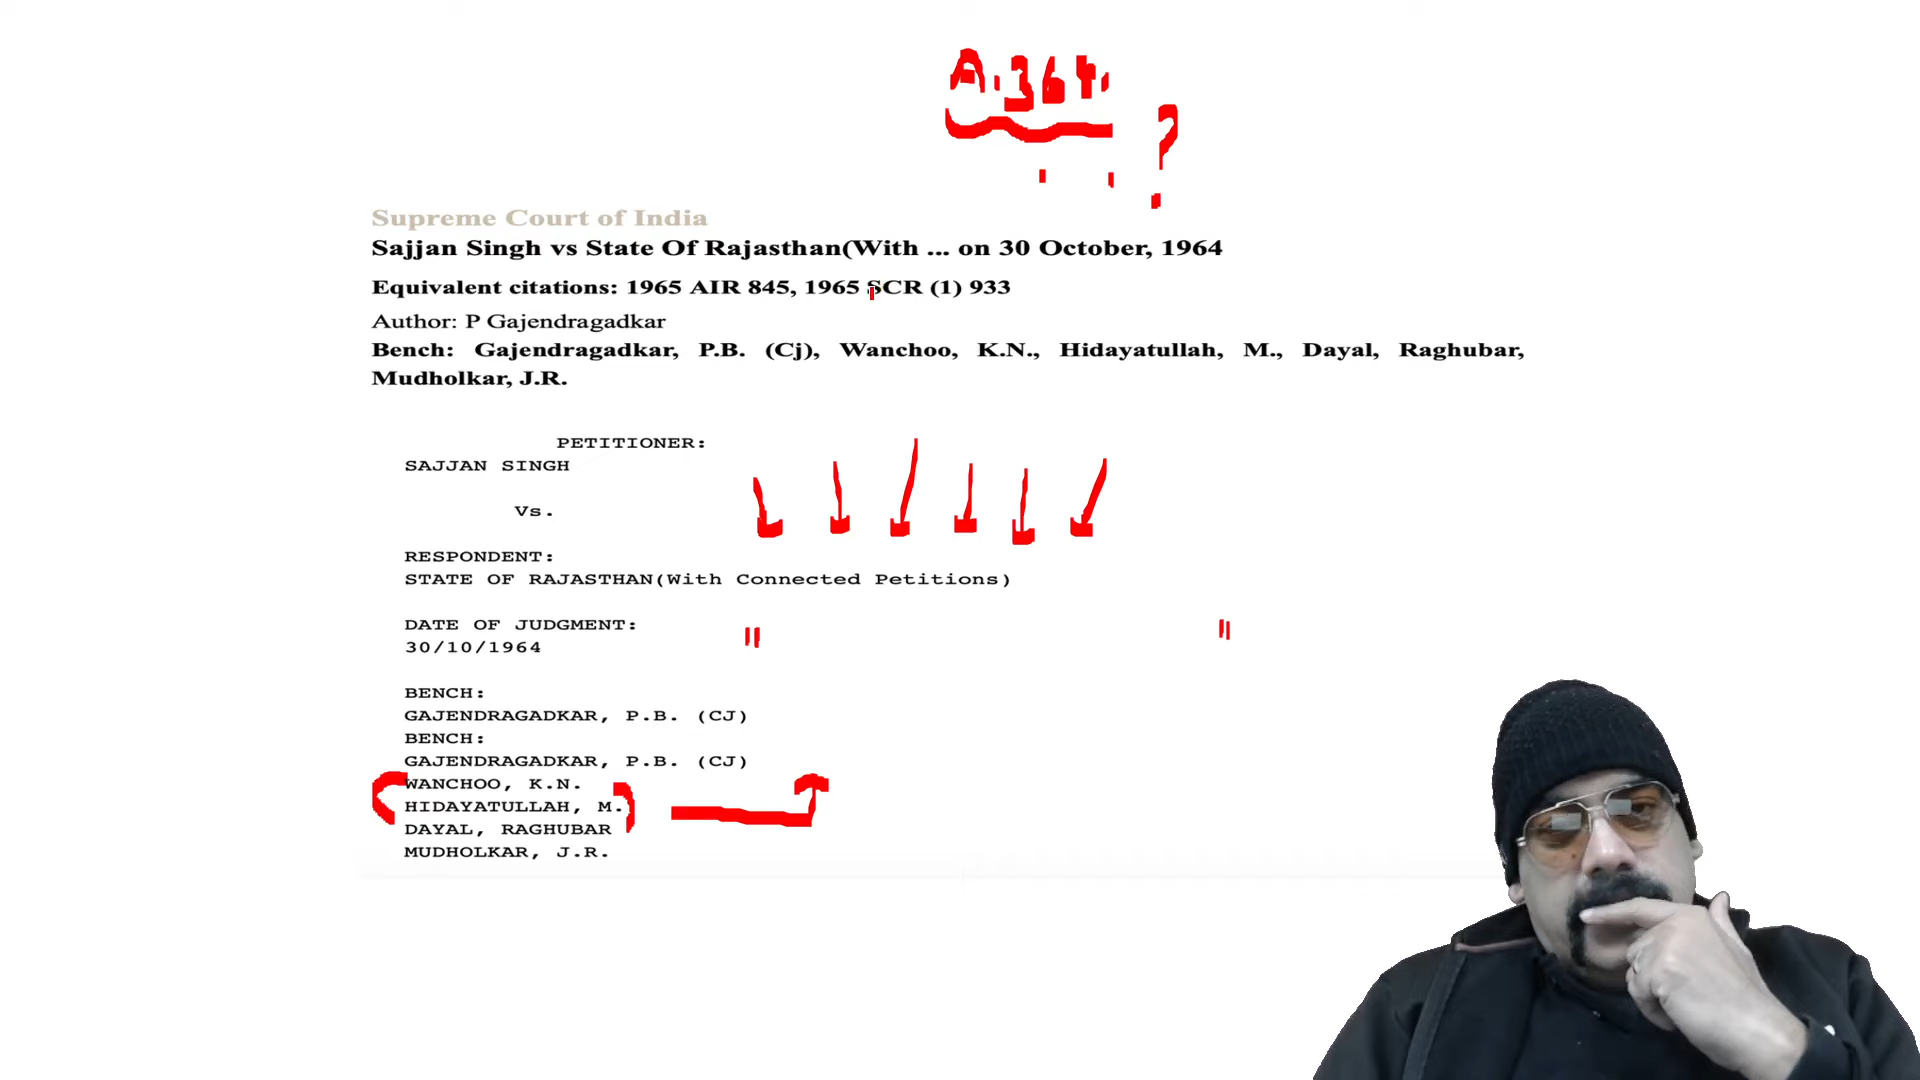 A.364.
?
Supreme Court of India
Sajjan Singh vs State Of Rajasthan(With ... on 30 October, 1964
Equivalent citations: 1965 AIR 845, 1965 SCR (1) 933
Author: P Gajendragadkar
Bench: Gajendragadkar, P.B. (Cj), Wanchoo, K.N., Hidayatullah, M., Dayal, Raghubar,
Mudholkar, J.R.
PETITIONER:
SAJJAN SINGH
Vs.
RESPONDENT:
STATE OF RAJASTHAN(With Connected Petitions)
DATE OF JUDGMENT:
30/10/1964
" "
BENCH:
GAJENDRAGADKAR, P.B. (CJ)
BENCH:
GAJENDRAGADKAR, P.B. (CJ)
WANCHOO, K.N.
HIDAYATULLAH, M.
DAYAL, RAGHUBAR
MUDHOLKAR, J.R.